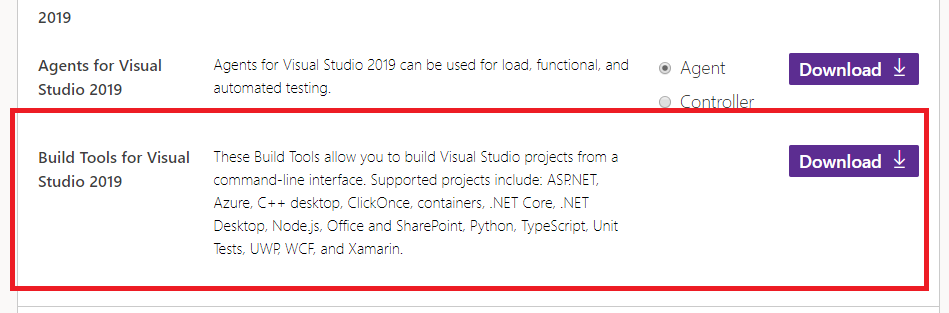 2019
Agents for Visual
Studio 2019
Agents for Visual Studio 2019 can be used for load, functional, and
automated testing.
Agent
Controller
Download
Build Tools for Visual
Studio 2019
These Build Tools allow you to build Visual Studio projects from a
command-line interface. Supported projects include: ASP.NET,
Azure, C++ desktop, ClickOnce, containers, .NET Core, .NET
Desktop, Node.js, Office and SharePoint, Python, TypeScript, Unit
Tests, UWP, WCF, and Xamarin.
Download